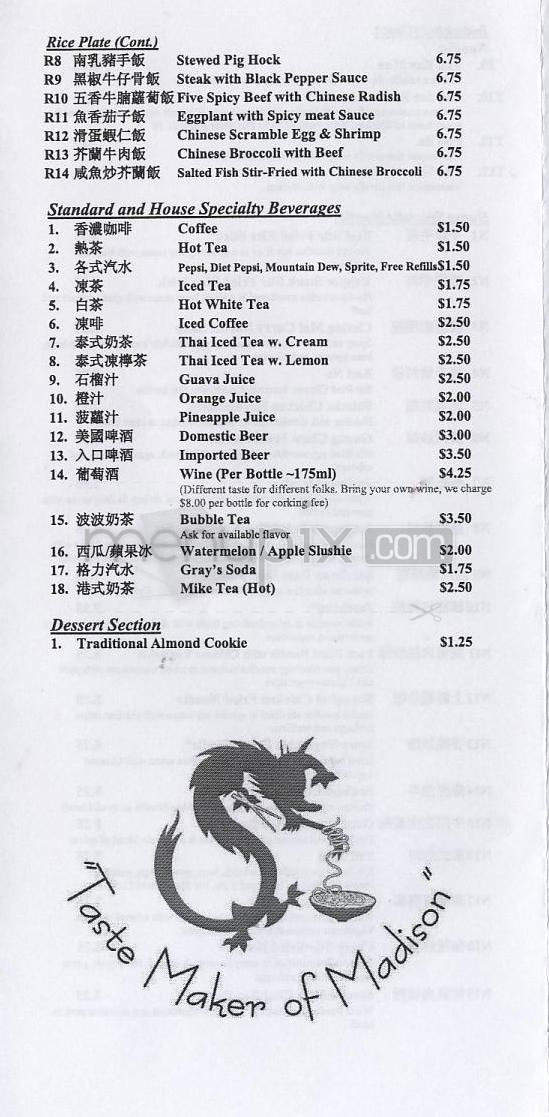 Rice Plate (Cont.)
R8 南乳豬手飯 Stewed Pig Hock 6.75
R9 黑椒牛仔骨飯 Steak with Black Pepper Sauce 6.75
R10 五香牛腩蘿蔔飯 Five Spicy Beef with Chinese Radish 6.75
R11 魚香茄子飯 Eggplant with Spicy meat Sauce 6.75
R12 滑蛋蝦仁飯 Chinese Scramble Egg & Shrimp 6.75
R13 芥蘭牛肉飯 Chinese Broccoli with Beef 6.75
R14 咸魚炒芥蘭飯 Salted Fish Stir-Fried with Chinese Broccoli 6.75
Standard and House Specialty Beverages
1. 香濃咖啡 Coffee $1.50
2. 熱茶 Hot Tea $1.50
3. 各式汽水 Pepsi, Diet Pepsi, Mountain Dew, Sprite, Free Refills $1.50
4. 凍茶 Iced Tea $1.75
5. 白茶 Hot White Tea $1.75
6. 凍啡 Iced Coffee $2.50
7. 泰式奶茶 Thai Iced Tea w. Cream $2.50
8. 泰式凍檸茶 Thai Iced Tea w. Lemon $2.50
9. 石榴汁 Guava Juice $2.50
10. 橙汁 Orange Juice $2.00
11. 菠蘿汁 Pineapple Juice $2.00
12. 美國啤酒 Domestic Beer $3.00
13. 入口啤酒 Imported Beer $3.50
14. 葡萄酒 Wine (Per Bottle ~175ml) $4.25
(Different taste for different folks. Bring your own wine, we charge
$8.00 per bottle for corking fee)
15. 波波奶茶 Bubble Tea $3.50
Ask for available flavor
menupix.com
16. 西瓜/蘋果冰 Watermelon / Apple Slushie $2.00
17. 格力汽水 Gray's Soda $1.75
18. 港式奶茶 Mike Tea (Hot) $2.50
Dessert Section
1. Traditional Almond Cookie $1.25
"Taste Maker of Madison"